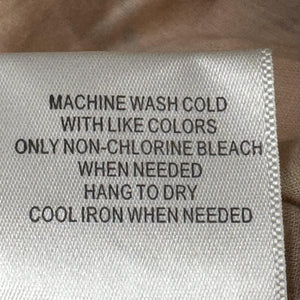 MACHINE WASH COLD
WITH LIKE COLORS
ONLY NON-CHLORINE BLEACH
WHEN NEEDED
HANG TO DRY
COOL IRON WHEN NEEDED